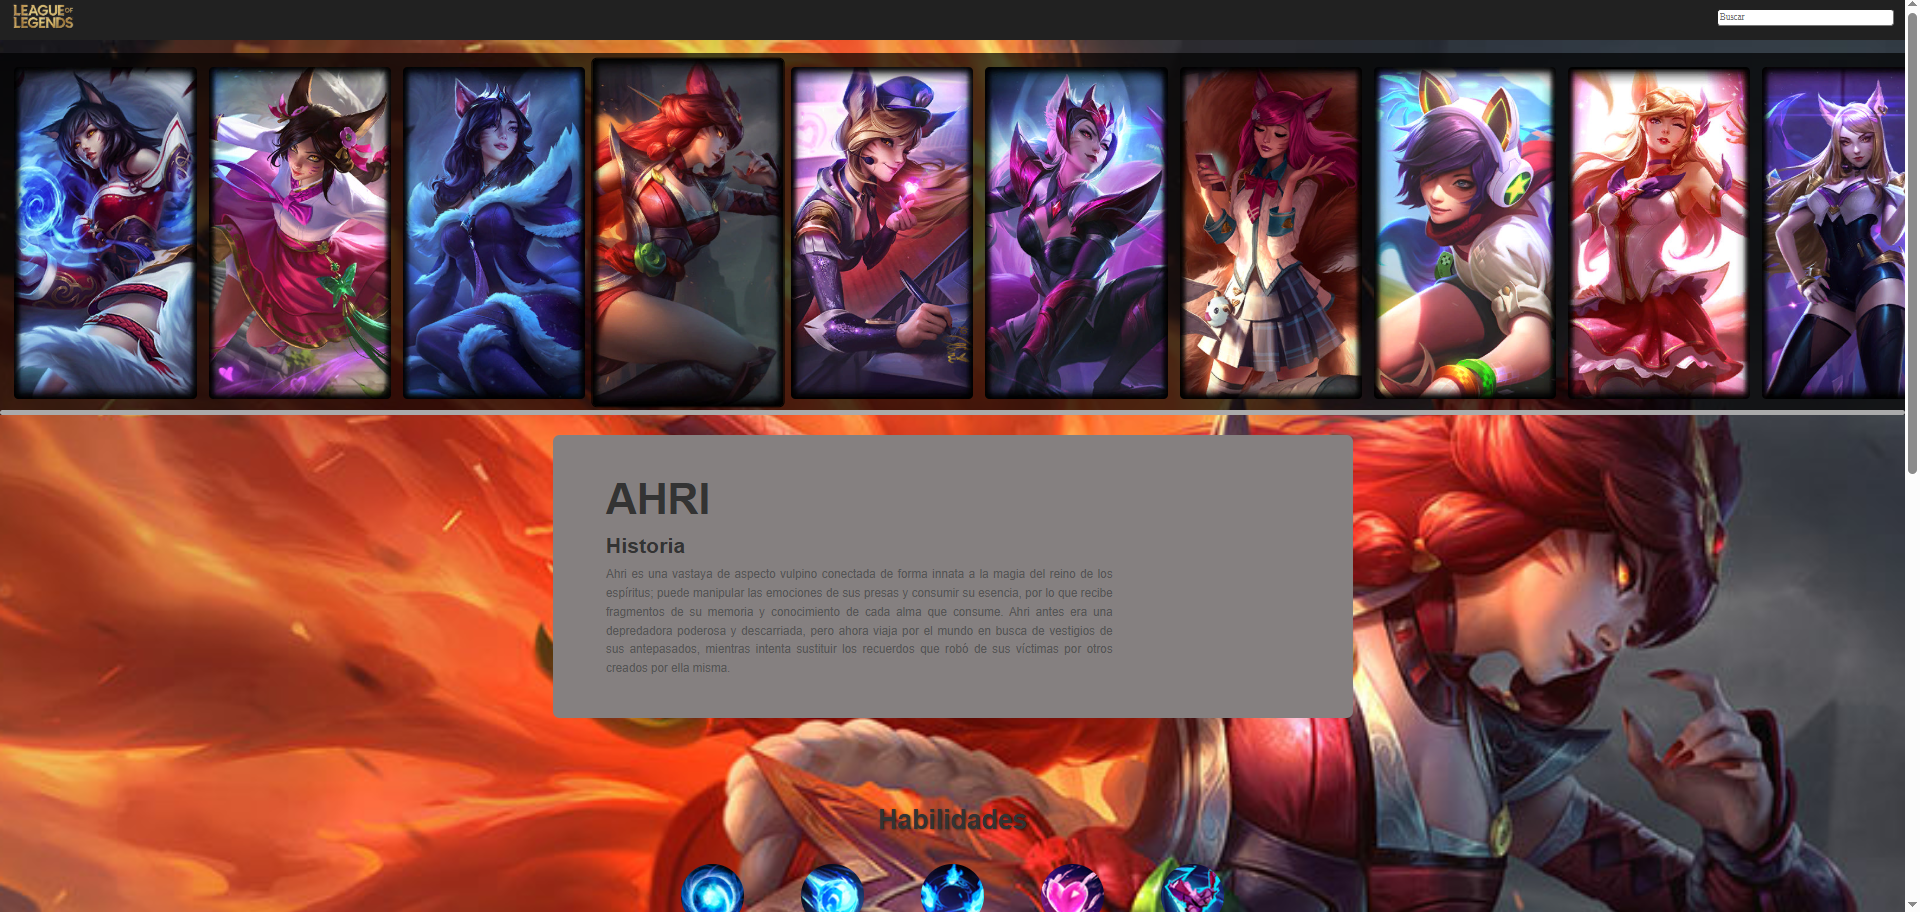 LEAGUE OF
LEGENDS
Buscar
AHRI
Historia
Ahri es una vastaya de aspecto vulpino conectada de forma innata a la magia del reino de los
espíritus; puede manipular las emociones de sus presas y consumir su esencia, por lo que recibe
fragmentos de su memoria y conocimiento de cada alma que consume. Ahri antes era una
depredadora poderosa y descarriada, pero ahora viaja por el mundo en busca de vestigios de
sus antepasados, mientras intenta sustituir los recuerdos que robó de sus víctimas por otros
creados por ella misma.
Habilidades